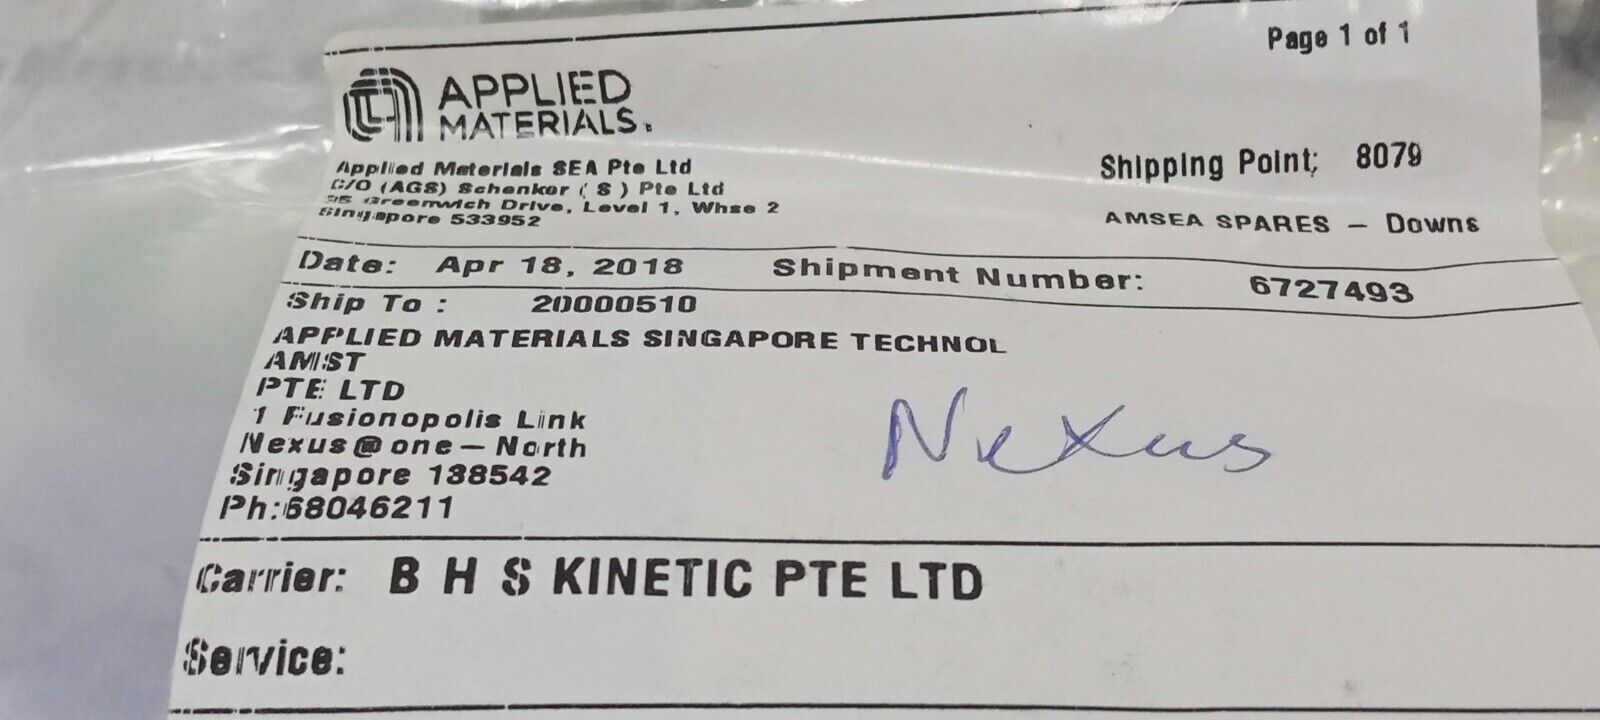 Page 1 of 1
APPLIED
MATERIALS.
Applied Materials SEA Pte Ltd
C/O (AGS) Schenker ( S ) Pte Ltd
Shipping Point: 8079
Greenwich Drive, Level 1, Whse 2
Singapore 533952
AMSEA SPARES - Downs
Date: Apr 18, 2018 Shipment Number: 6727493
Ship To : 20000510
APPLIED MATERIALS SINGAPORE TECHNOL
AMIST
PTE LTD
1 Fusionopolis Link
Nexus@one-North
Singapore 138542
Ph:68046211
Nexus
Carrier: B H S KINETIC PTE LTD
Service: